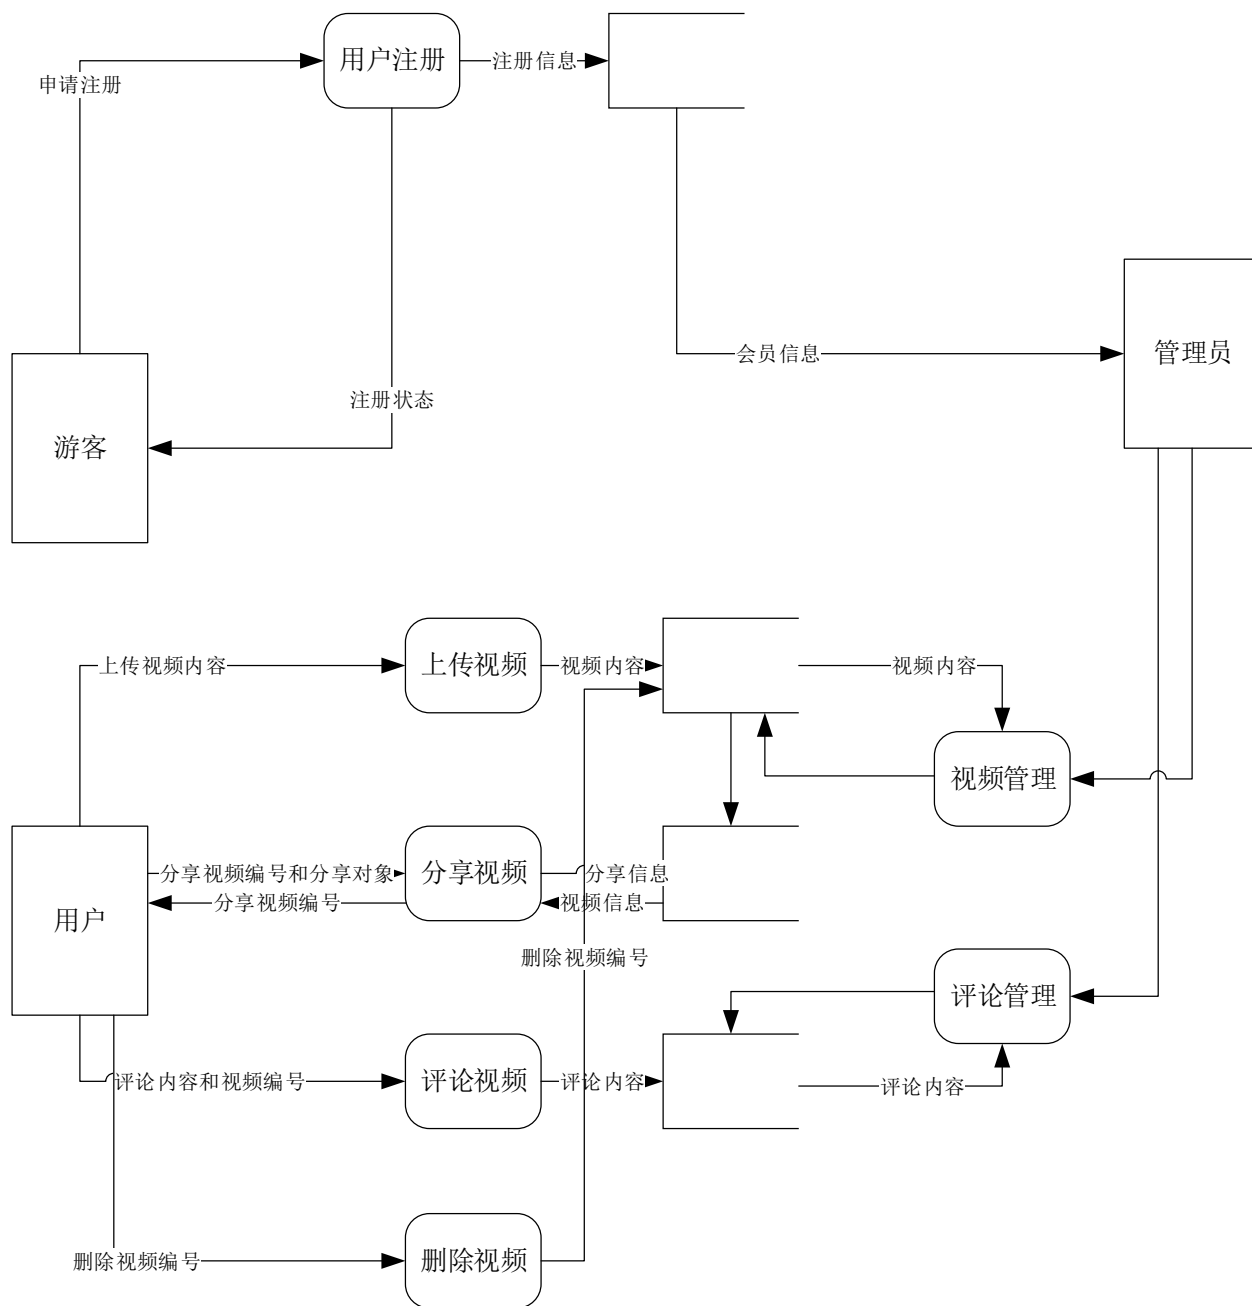 用户注册
注册信息
申请注册
管理员
会员信息
注册状态
游客
上传视频内容
上传视频
视频内容
视频内容
视频管理
分享视频编号和分享对象
分享视频
分享信息
分享视频编号
视频信息
用户
删除视频编号
评论管理
评论内容和视频编号
评论视频
评论内容
评论内容
删除视频编号
删除视频